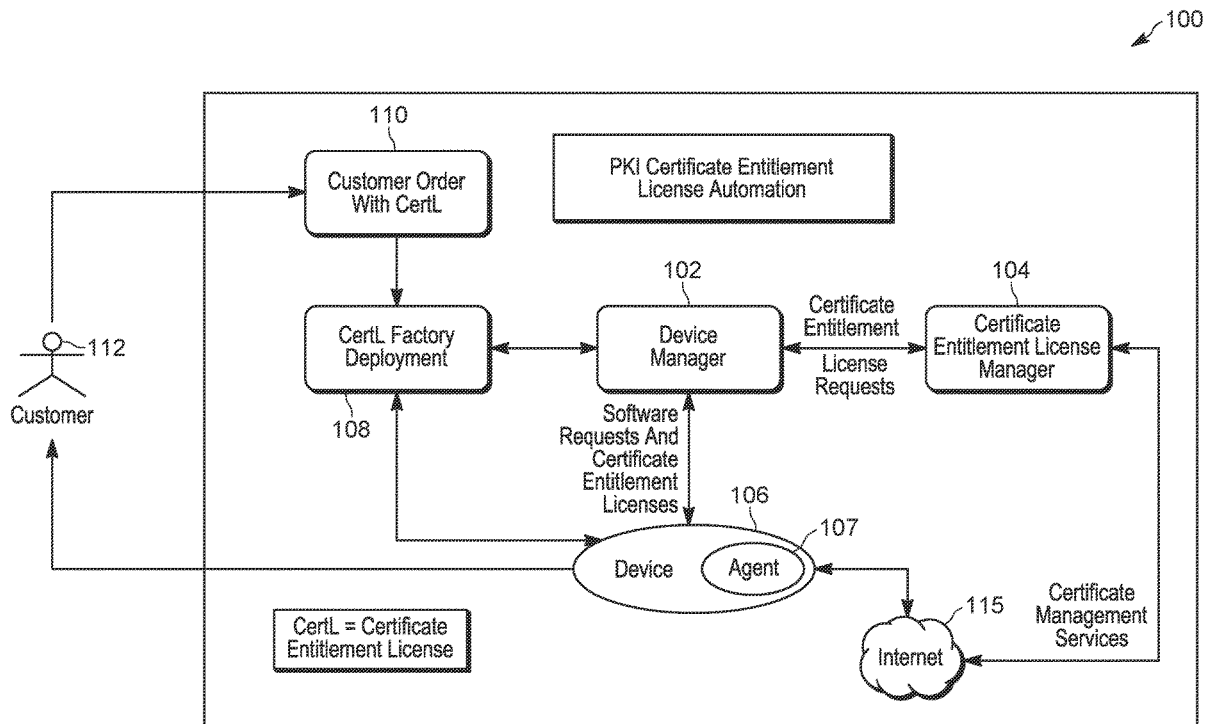 100
110
Customer Order
With CertL
PKI Certificate Entitlement
License Automation
112
Customer
CertL Factory
Deployment
108
102
Device
Manager
Certificate
Entitlement
License
Requests
104
Certificate
Entitlement License
Manager
Software
Requests And
Certificate
Entitlement
Licenses
106
107
Device
Agent
CertL = Certificate
Entitlement License
115
Internet
Certificate
Management
Services